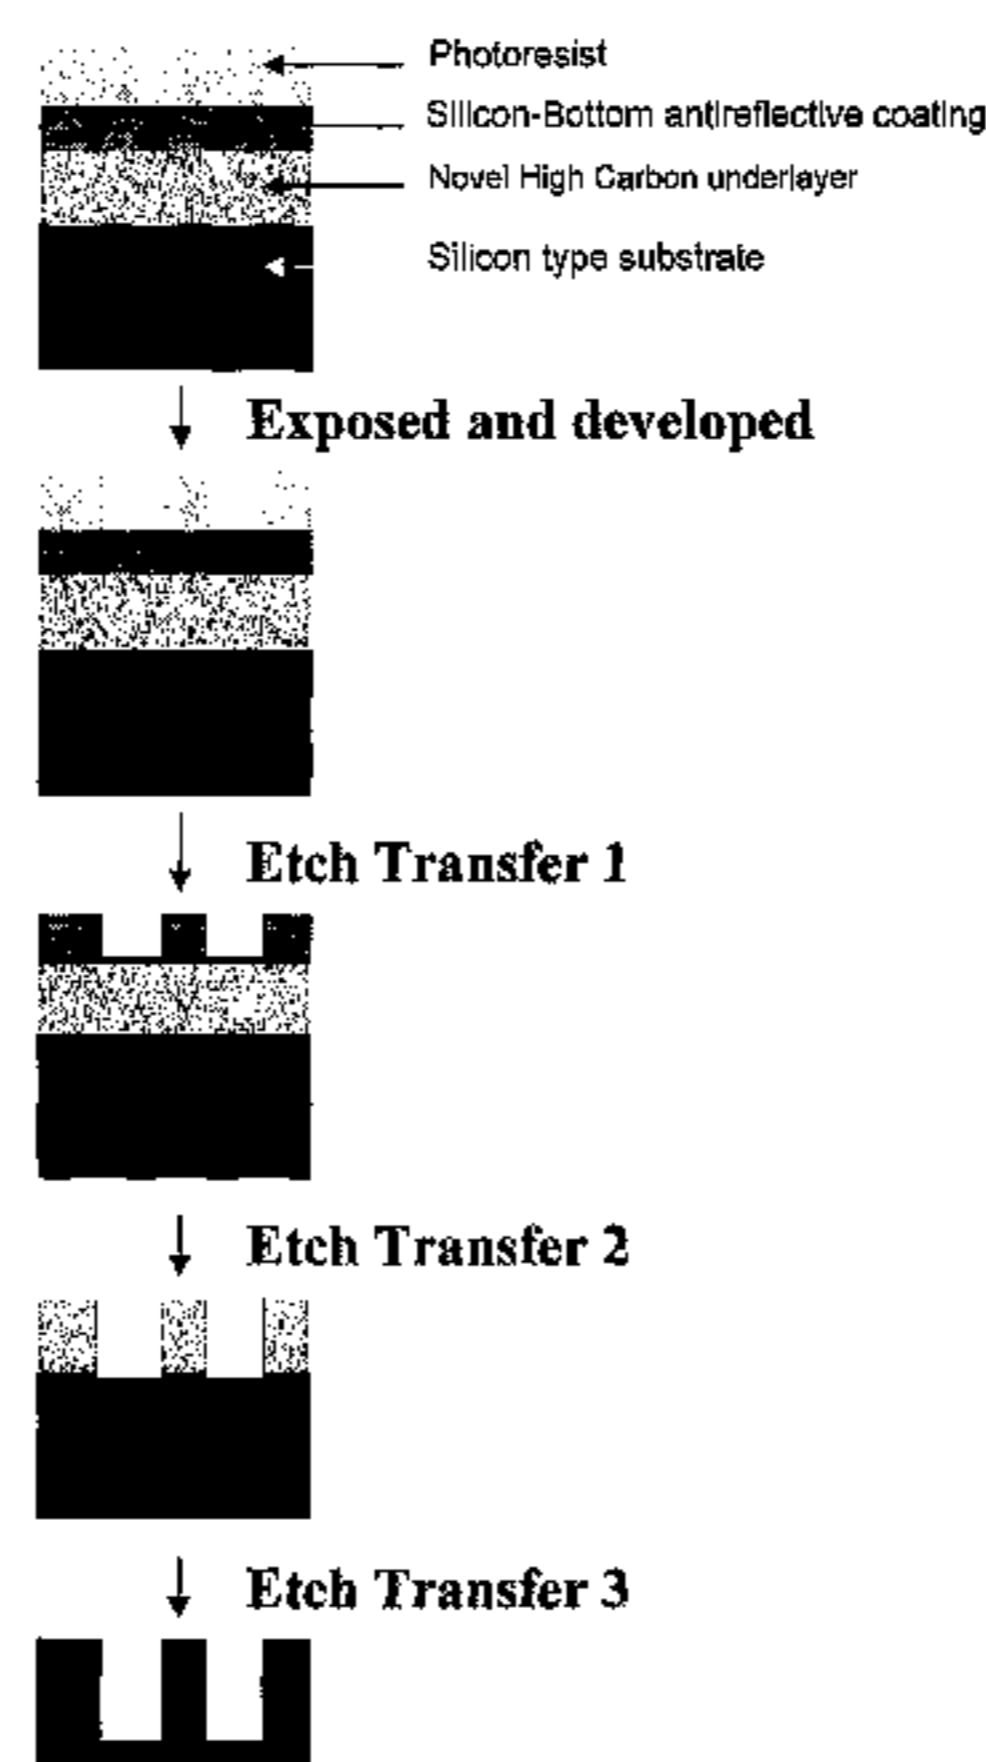 Photoresist
Silicon-Bottom antireflective coating
Novel High Carbon underlayer
Silicon type substrate
Exposed and developed
Etch Transfer 1
Etch Transfer 2
Etch Transfer 3